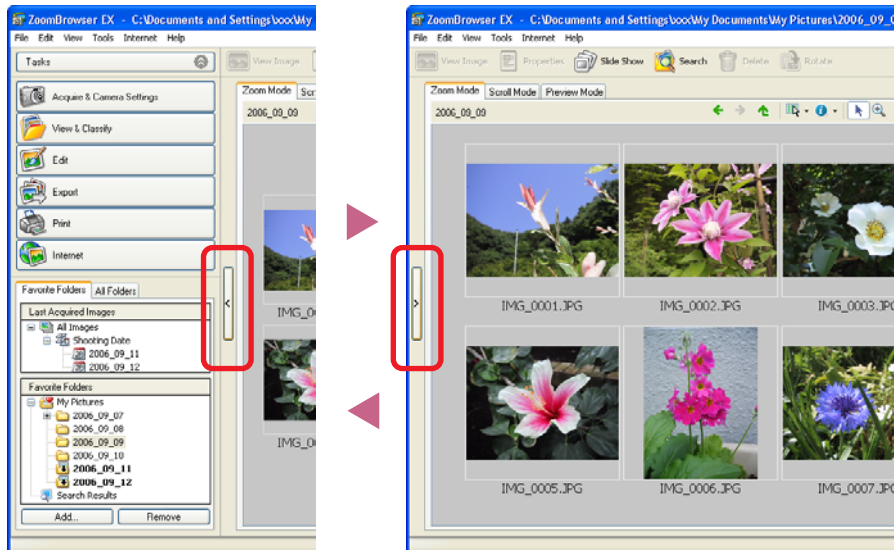 ZoomBrowser EX - C:\Documents and Settings\xxx\My
File Edit View Tools Internet Help
Tasks
View Image
Acquire & Camera Settings
View & Classify
Edit
Export
Print
Internet
Zoom Mode Scr
2006_09_09
Favorite Folders All Folders
Last Acquired Images
All Images
Shooting Date
2006_09_11
2006_09_12
Favorite Folders
My Pictures
2006_09_07
2006_09_08
2006_09_09
2006_09_10
2006_09_11
2006_09_12
Search Results
Add... Remove
<
IMG_0
IMG_0
ZoomBrowser EX - C:\Documents and Settings\xxx\My Documents\My Pictures\2006_09_0
File Edit View Tools Internet Help
View Image Properties Slide Show Search Delete Rotate
Zoom Mode Scroll Mode Preview Mode
2006_09_09
>
IMG_0001.JPG IMG_0002.JPG IMG_0003.JPG
IMG_0005.JPG IMG_0006.JPG IMG_0007.JPG